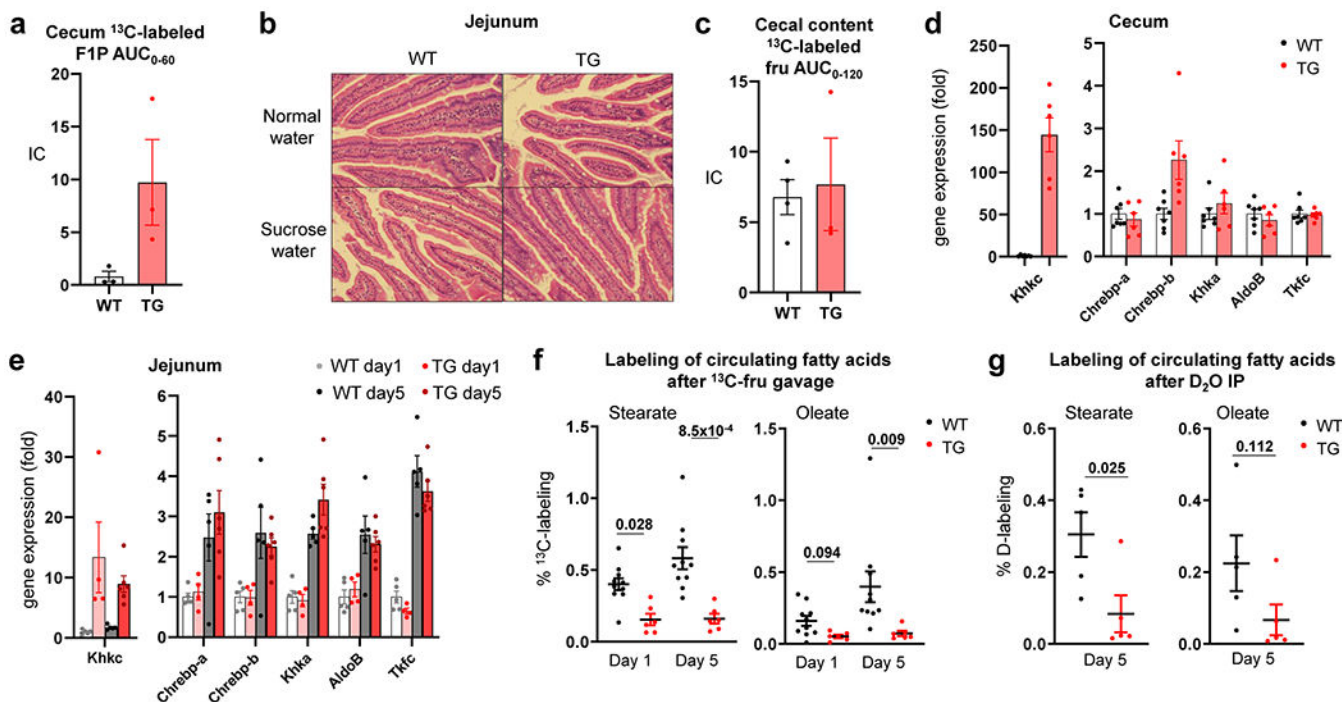 a
Cecum ¹³C-labeled
F1P AUC₀₋₆₀
20
15
10
5
0
IC
WT
TG
b
Jejunum
WT
TG
Normal
water
Sucrose
water
c
Cecal content
¹³C-labeled
fru AUC₀₋₁₂₀
15
10
5
0
IC
WT
TG
d
Cecum
WT
TG
gene expression (fold)
250
200
150
100
50
0
Khkc
5
4
3
2
1
0
Chrebp-a
Chrebp-b
Khka
AldoB
Tkfc
e
Jejunum
WT day1
TG day1
WT day5
TG day5
gene expression (fold)
40
30
20
10
0
Khkc
6
5
4
3
2
1
0
Chrebp-a
Chrebp-b
Khka
AldoB
Tkfc
f
Labeling of circulating fatty acids
after ¹³C-fru gavage
Stearate
Oleate
WT
TG
% ¹³C-labeling
1.5
1.0
0.5
0.0
0.028
8.5x10⁻⁴
Day 1
Day 5
1.5
1.0
0.5
0.0
0.094
0.009
Day 1
Day 5
g
Labeling of circulating fatty acids
after D₂O IP
Stearate
Oleate
WT
TG
% D-labeling
0.6
0.4
0.2
0.0
0.025
Day 5
0.6
0.4
0.2
0.0
0.112
Day 5